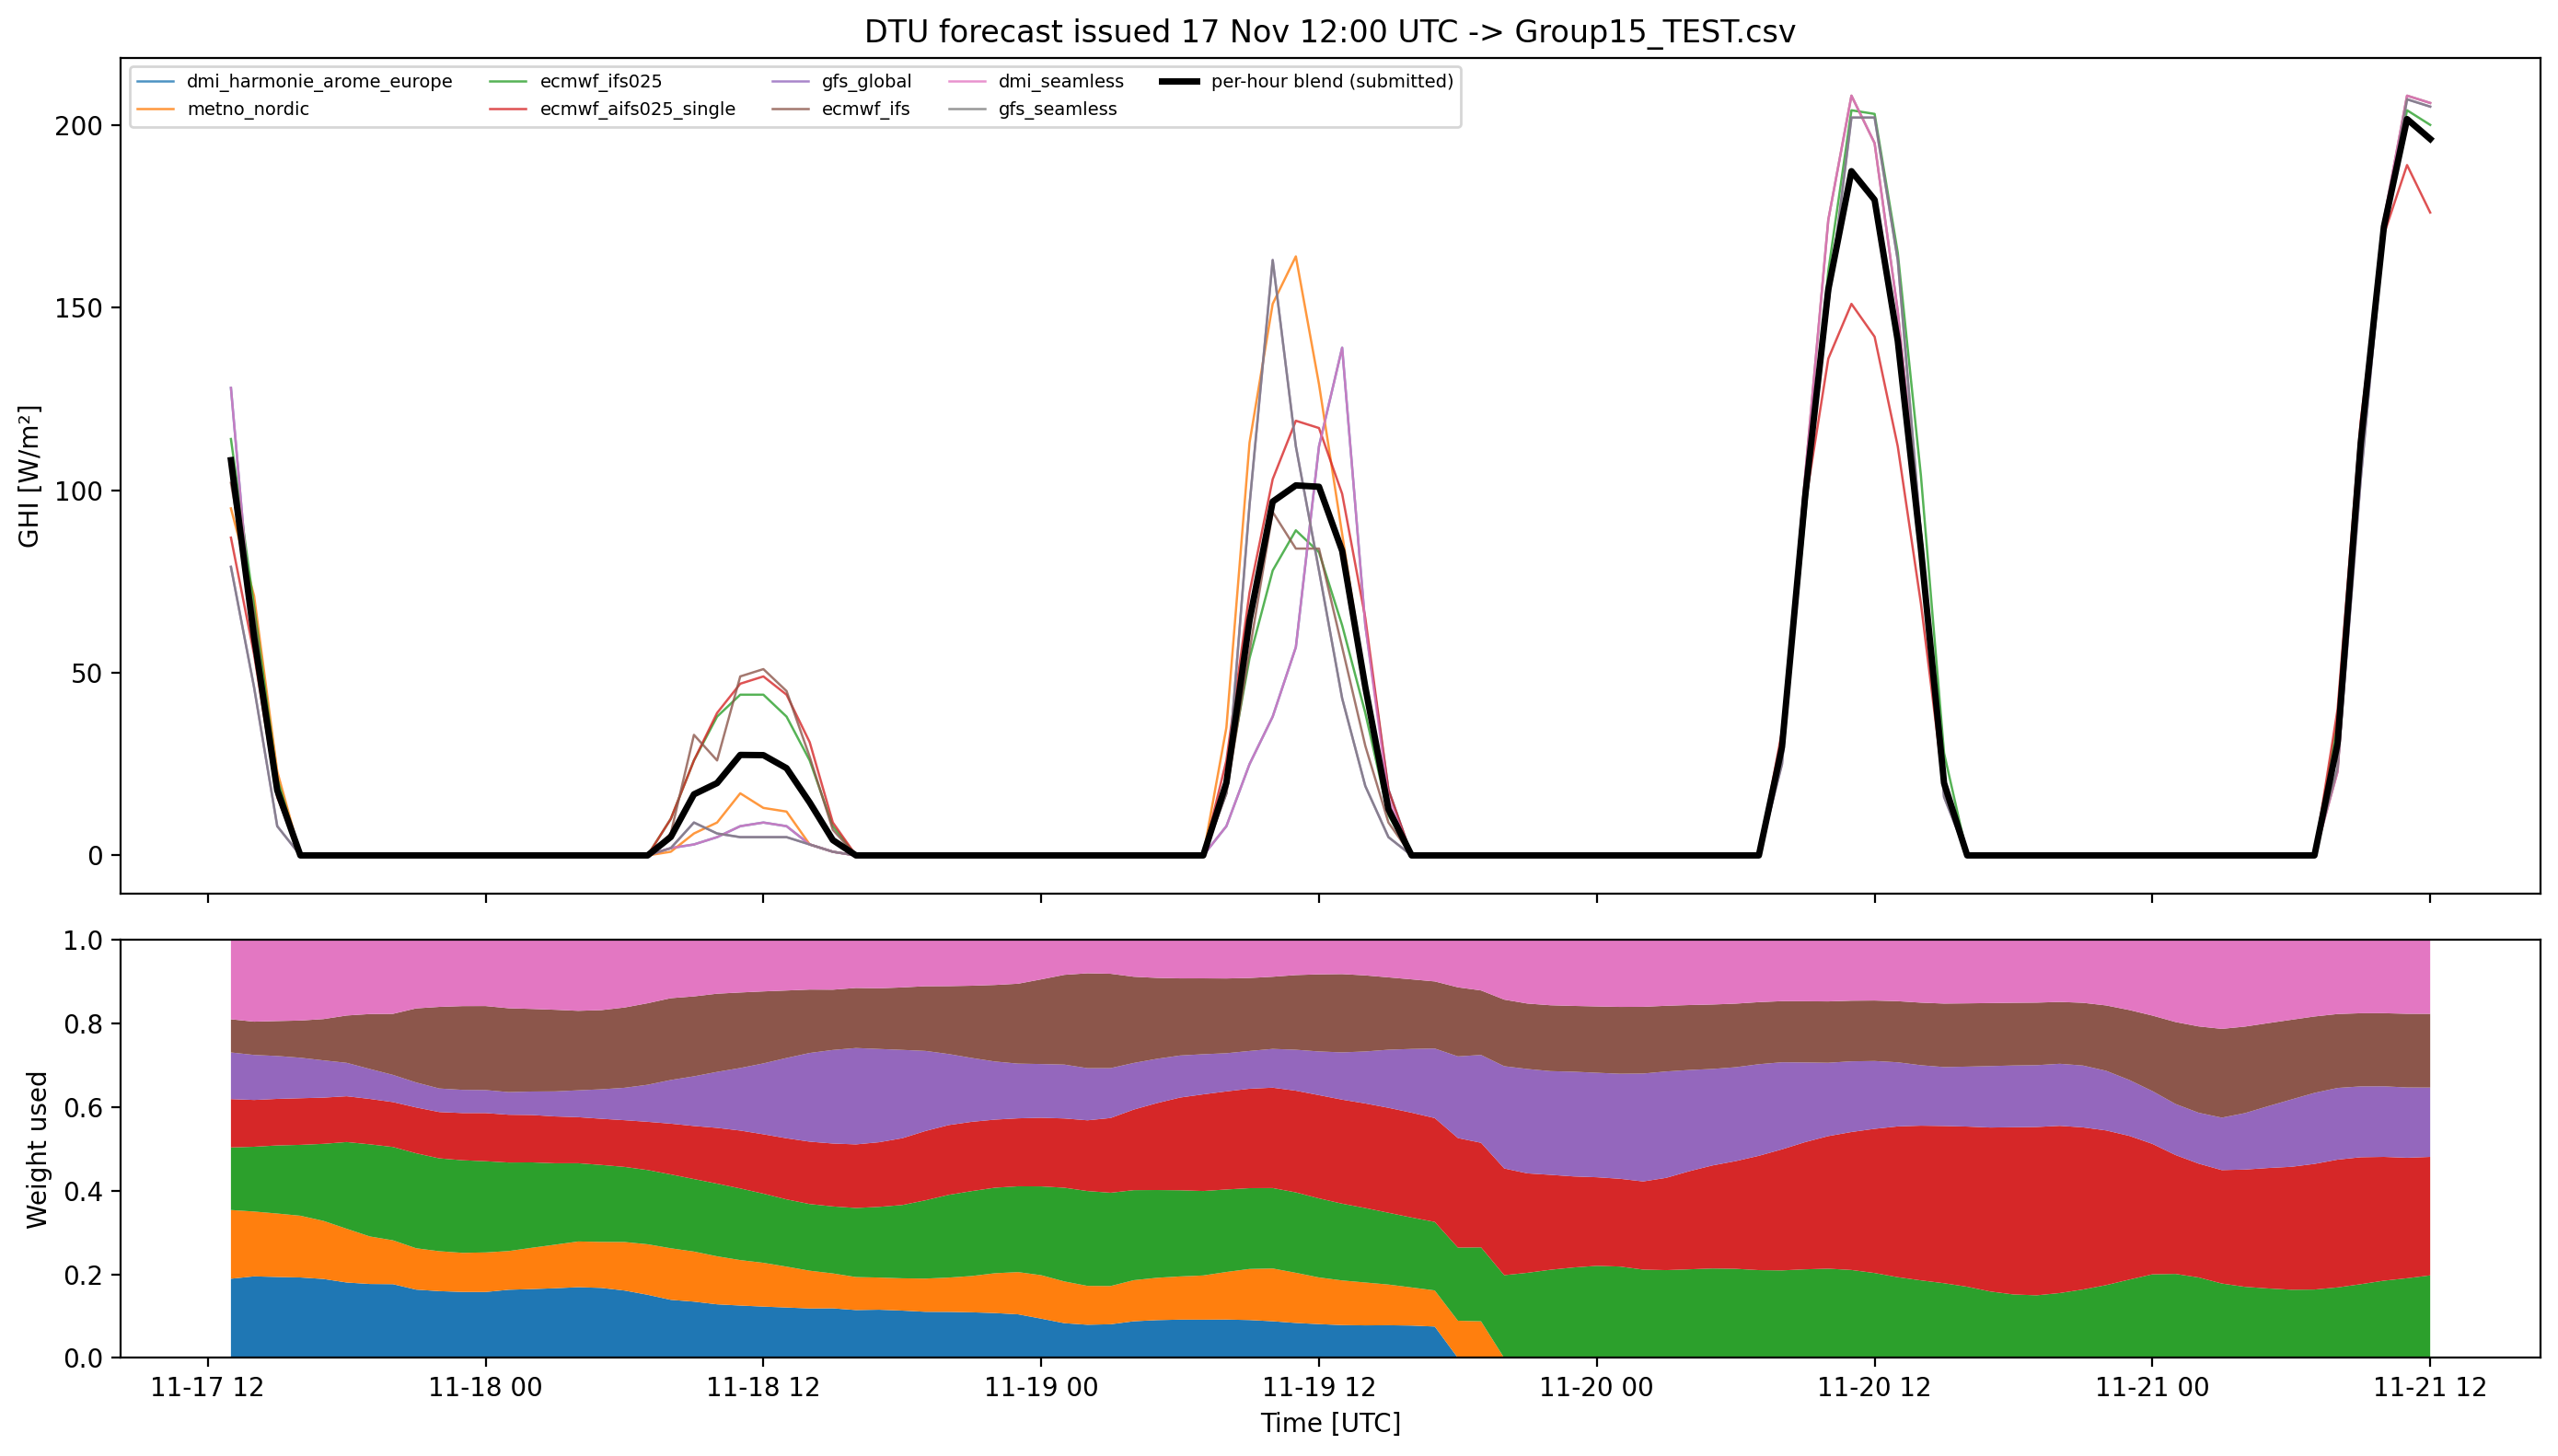 DTU forecast issued 17 Nov 12:00 UTC -> Group15_TEST.csv
dmi_harmonie_arome_europe
metno_nordic
ecmwf_ifs025
ecmwf_aifs025_single
gfs_global
ecmwf_ifs
dmi_seamless
gfs_seamless
per-hour blend (submitted)
GHI [W/m²]
200
150
100
50
0
Weight used
1.0
0.8
0.6
0.4
0.2
0.0
11-17 12 11-18 00 11-18 12 11-19 00 11-19 12 11-20 00 11-20 12 11-21 00 11-21 12
Time [UTC]